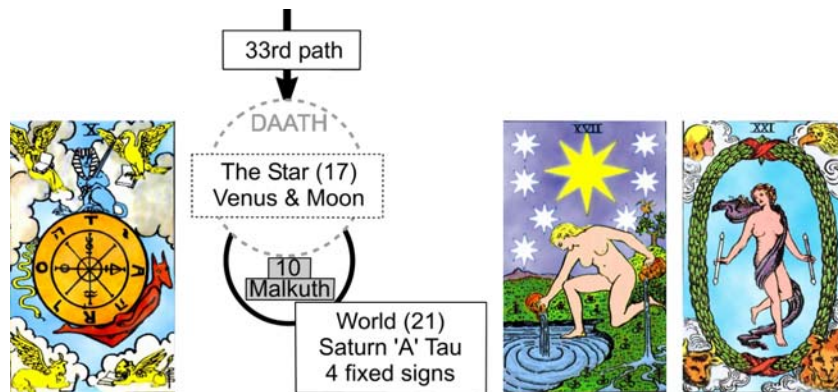 33rd path
DAATH
X
XVII
XXI
The Star (17)
Venus & Moon
T
O A
R
10
Malkuth
World (21)
Saturn 'A' Tau
4 fixed signs